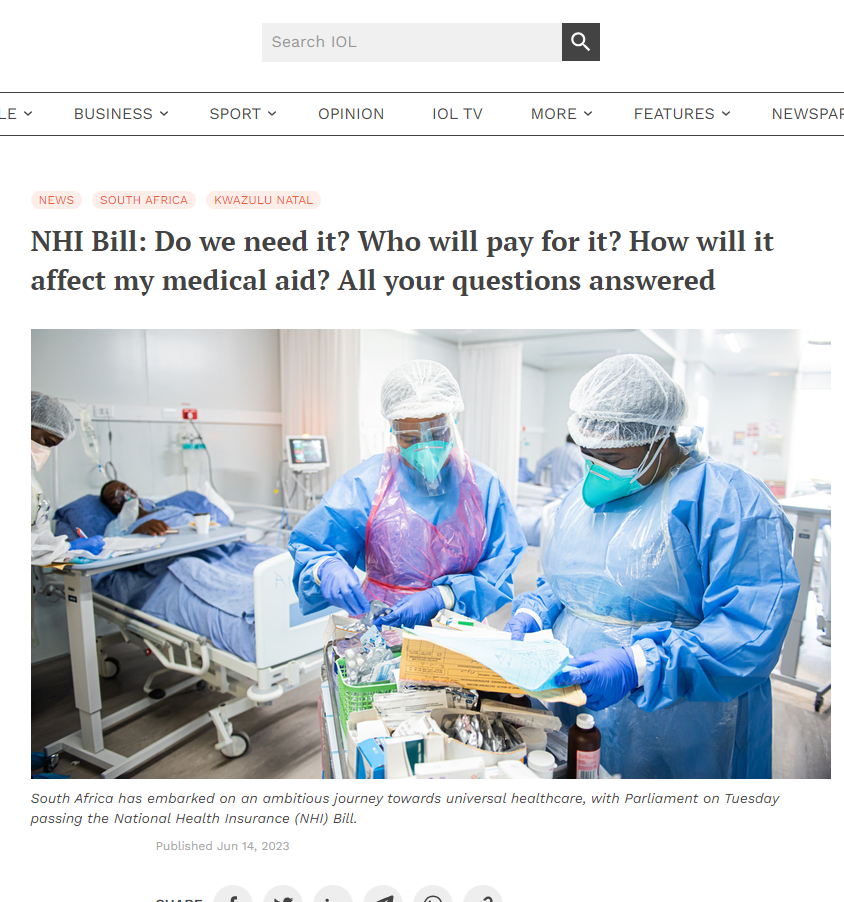 Search IOL
LE BUSINESS SPORT OPINION IOL TV MORE FEATURES NEWSPAP
NEWS SOUTH AFRICA KWAZULU NATAL
NHI Bill: Do we need it? Who will pay for it? How will it
affect my medical aid? All your questions answered
South Africa has embarked on an ambitious journey towards universal healthcare, with Parliament on Tuesday
passing the National Health Insurance (NHI) Bill.
Published Jun 14, 2023
SHARE